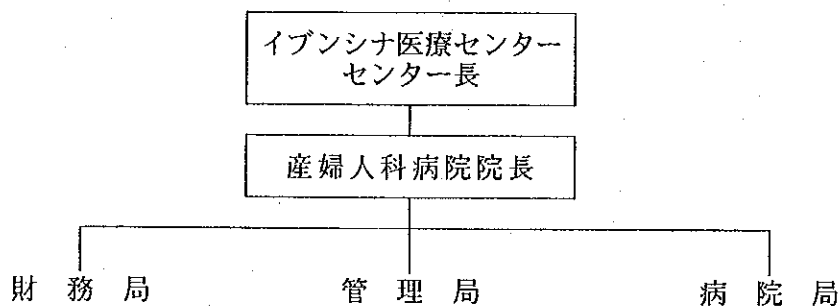 イブンシナ医療センター
センター長
産婦人科病院院長
財務局
管理局
病院局